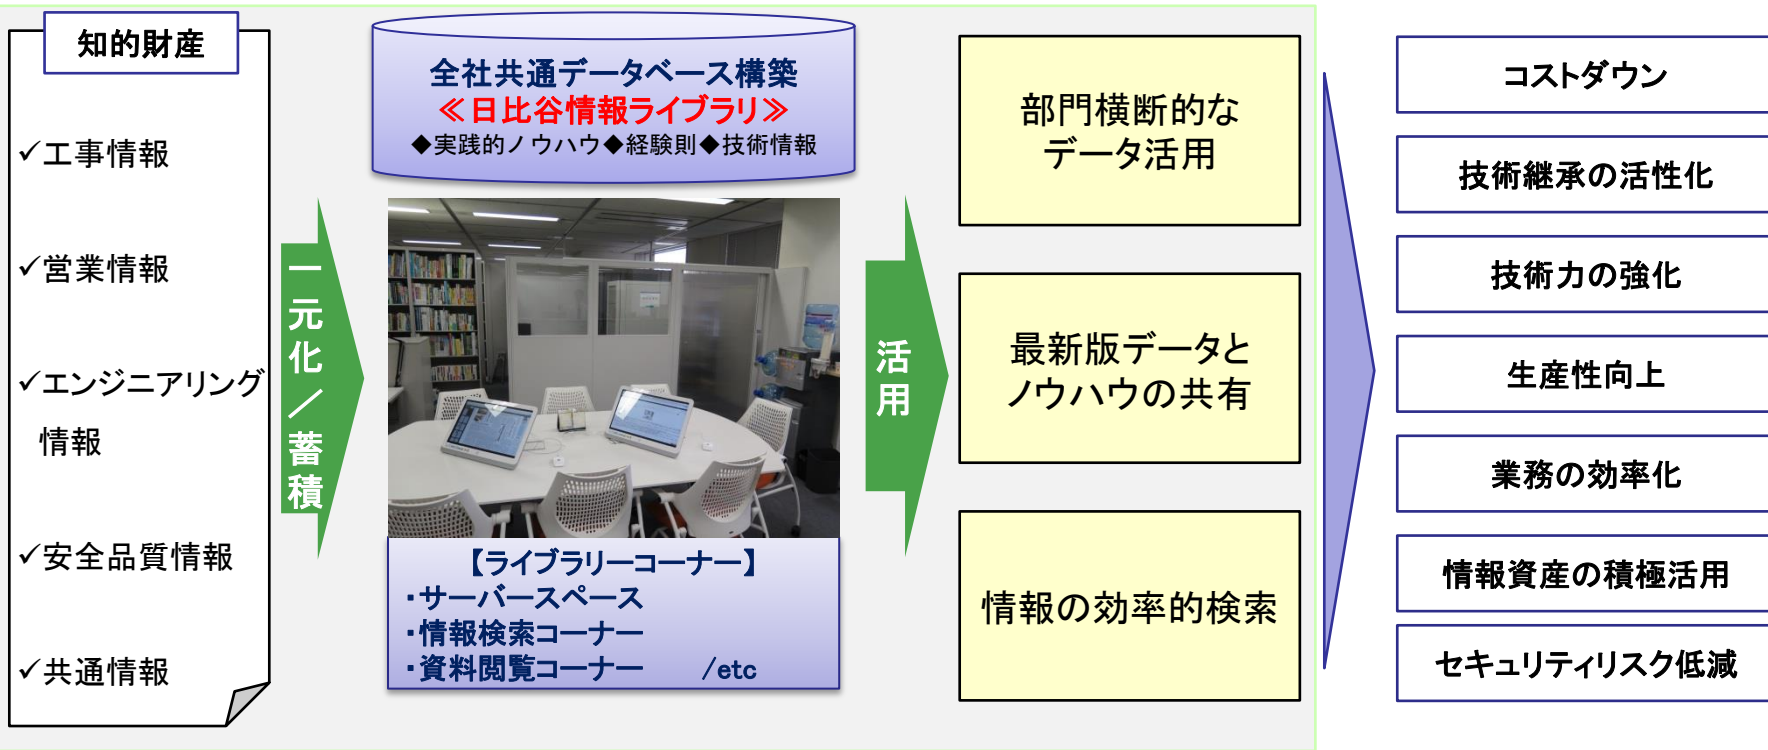 知的財産
✓工事情報
✓営業情報
✓エンジニアリング
情報
✓安全品質情報
✓共通情報
一元化／蓄積
全社共通データベース構築
≪日比谷情報ライブラリ≫
◆実践的ノウハウ◆経験則◆技術情報
【ライブラリーコーナー】
・サーバースペース
・情報検索コーナー
・資料閲覧コーナー /etc
活用
部門横断的な
データ活用
最新版データと
ノウハウの共有
情報の効率的検索
コストダウン
技術継承の活性化
技術力の強化
生産性向上
業務の効率化
情報資産の積極活用
セキュリティリスク低減